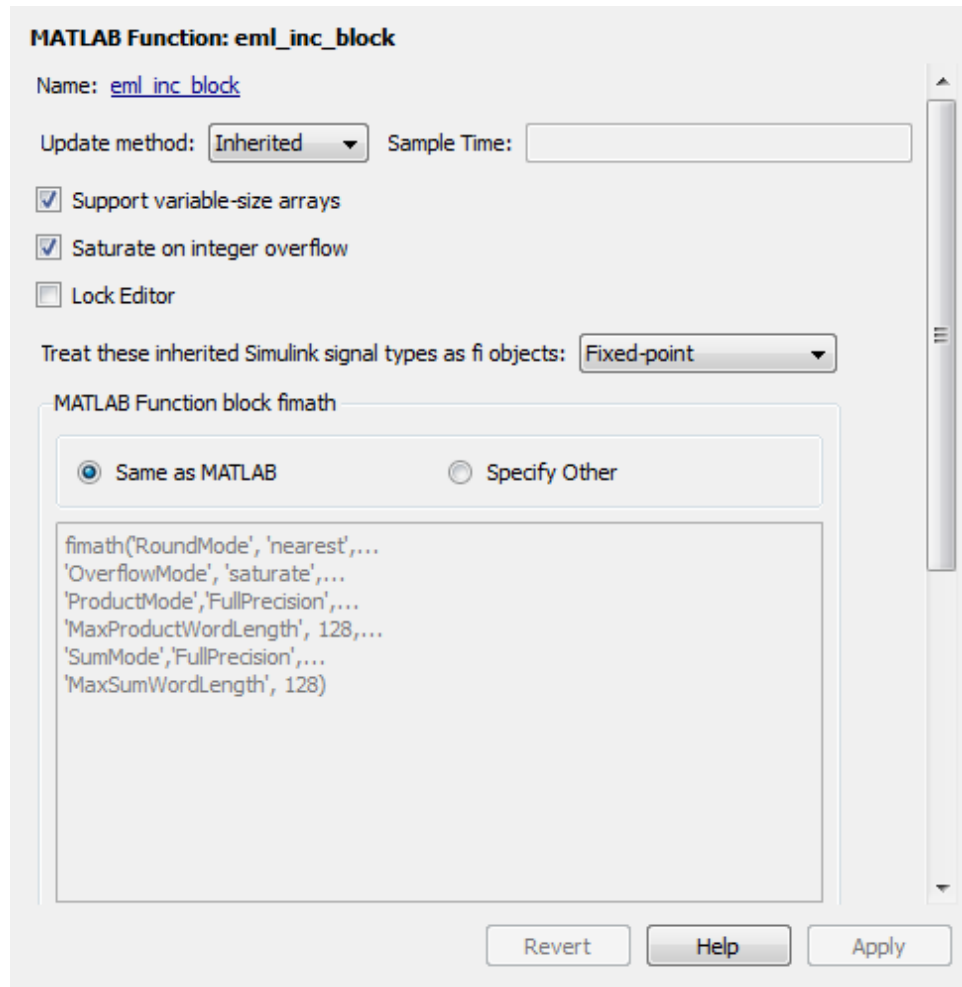 MATLAB Function: eml_inc_block
Name: eml_inc_block
Update method: Inherited Sample Time:
Support variable-size arrays
Saturate on integer overflow
Lock Editor
Treat these inherited Simulink signal types as fi objects: Fixed-point
MATLAB Function block fimath
Same as MATLAB Specify Other
fimath('RoundMode', 'nearest',...
'OverflowMode', 'saturate',...
'ProductMode','FullPrecision',...
'MaxProductWordLength', 128,...
'SumMode','FullPrecision',...
'MaxSumWordLength', 128)
Revert Help Apply